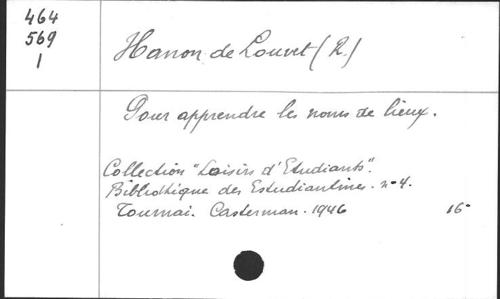 464
569
1
Hanon de Louvet (R.)
Pour apprendre les noms de lieux.
Collection "Loisirs d'Etudiants".
Bibliothèque des Estudiantines. n° 4.
Tournai. Casterman. 1946 16°